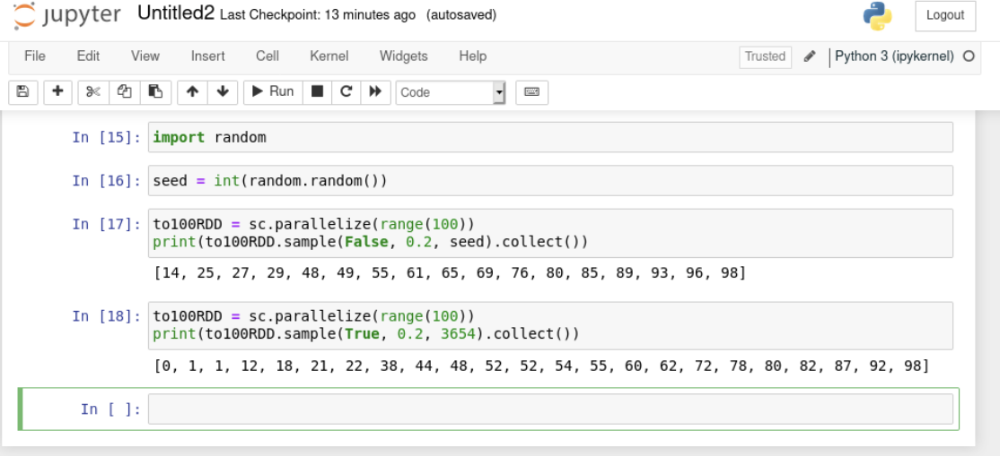 jupyter Untitled2 Last Checkpoint: 13 minutes ago (autosaved) Logout
File Edit View Insert Cell Kernel Widgets Help Trusted Python 3 (ipykernel)
Run Code
In [15]: import random
In [16]: seed = int(random.random())
In [17]: to100RDD = sc.parallelize(range(100))
print(to100RDD.sample(False, 0.2, seed).collect())
[14, 25, 27, 29, 48, 49, 55, 61, 65, 69, 76, 80, 85, 89, 93, 96, 98]
In [18]: to100RDD = sc.parallelize(range(100))
print(to100RDD.sample(True, 0.2, 3654).collect())
[0, 1, 1, 12, 18, 21, 22, 38, 44, 48, 52, 52, 54, 55, 60, 62, 72, 78, 80, 82, 87, 92, 98]
In [ ]: